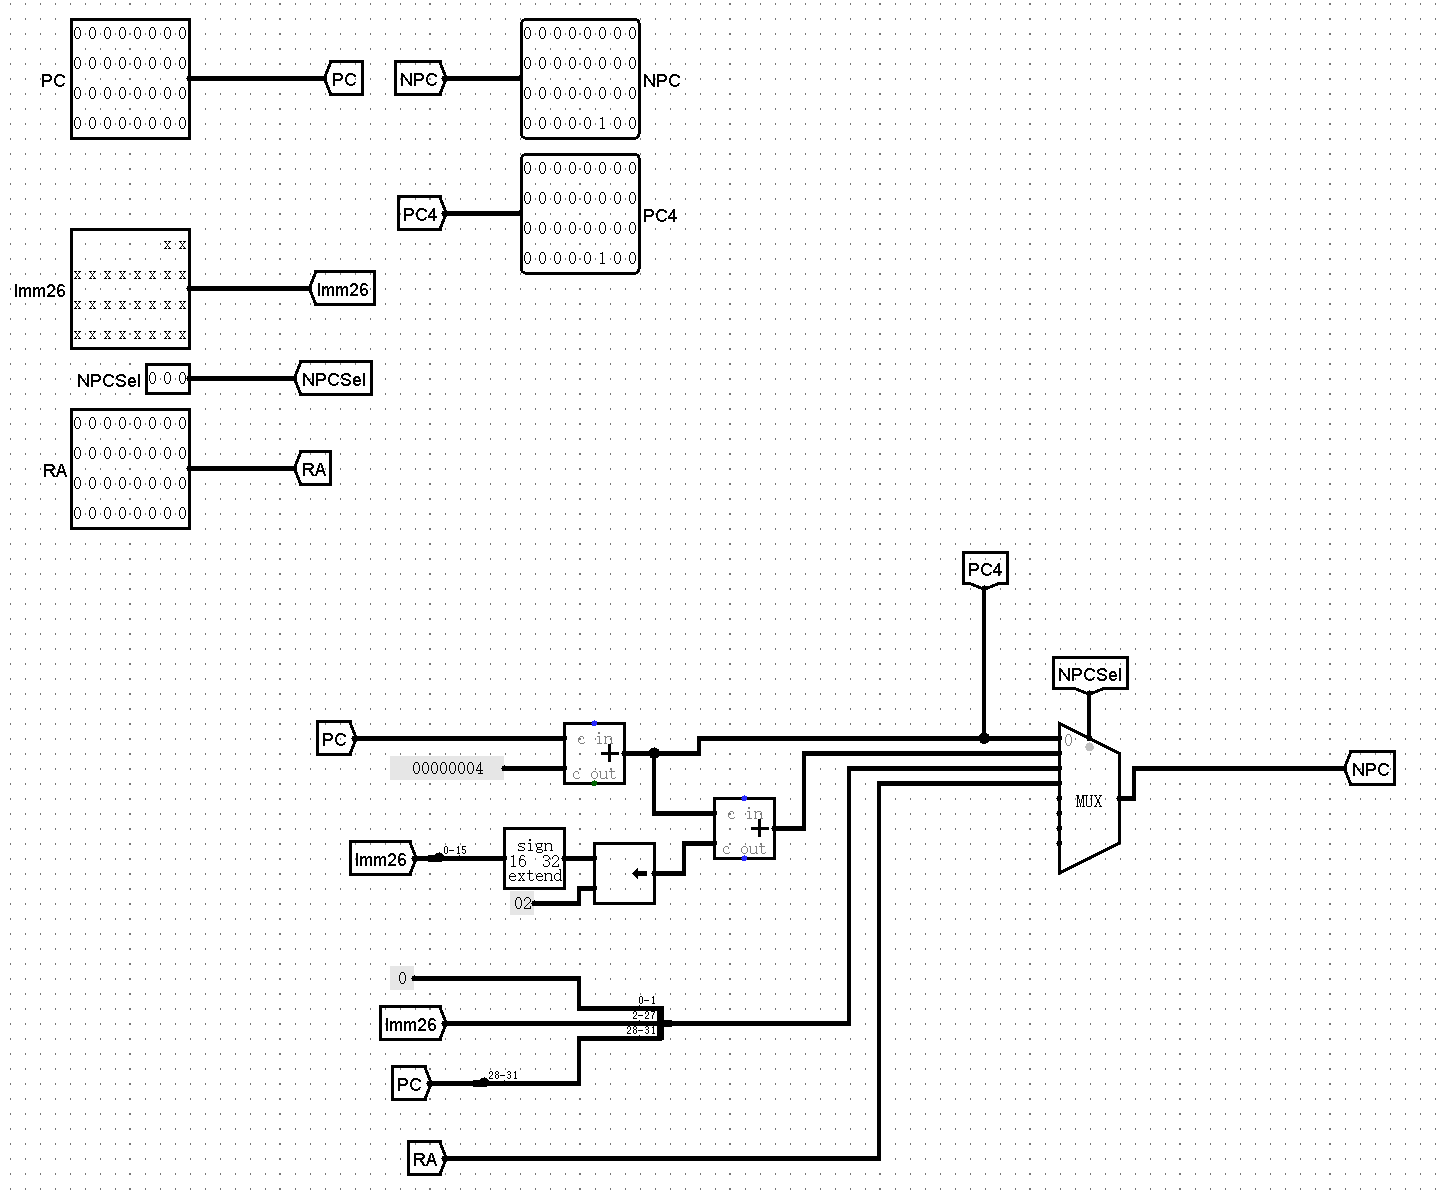 0 0 0 0 0 0 0 0
0 0 0 0 0 0 0 0
0 0 0 0 0 0 0 0
0 0 0 0 0 0 0 0
PC
PC
NPC
0 0 0 0 0 0 0 0
0 0 0 0 0 0 0 0
0 0 0 0 0 0 0 0
0 0 0 0 0 1 0 0
NPC
PC4
0 0 0 0 0 0 0 0
0 0 0 0 0 0 0 0
0 0 0 0 0 0 0 0
0 0 0 0 0 1 0 0
PC4
x x
x x x x x x x x
x x x x x x x x
x x x x x x x x
Imm26
Imm26
NPCSel
0 0 0
NPCSel
0 0 0 0 0 0 0 0
0 0 0 0 0 0 0 0
0 0 0 0 0 0 0 0
0 0 0 0 0 0 0 0
RA
RA
PC4
NPCSel
PC
c in
+
c out
00000004
0
MUX
NPC
c in
+
c out
Imm26
0-15
sign
16 32
extend
02
0
0-1
2-27
28-31
Imm26
PC
28-31
RA